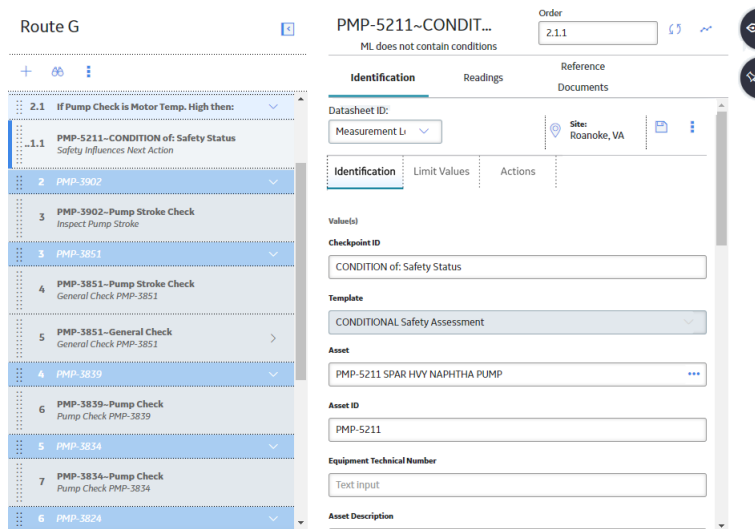 Route G
2.1 If Pump Check is Motor Temp. High then:
..1.1 PMP-5211~CONDITION of: Safety Status
Safety Influences Next Action
2 PMP-3902
3 PMP-3902~Pump Stroke Check
Inspect Pump Stroke
3 PMP-3851
4 PMP-3851~Pump Stroke Check
General Check PMP-3851
5 PMP-3851~General Check
General Check PMP-3851
4 PMP-3839
6 PMP-3839~Pump Check
Pump Check PMP-3839
5 PMP-3834
7 PMP-3834~Pump Check
Pump Check PMP-3834
6 PMP-3824
PMP-5211~CONDIT...
ML does not contain conditions
Order
2.1.1
Identification
Readings
Reference
Documents
Datasheet ID:
Measurement L
Site:
Roanoke, VA
Identification
Limit Values
Actions
Value(s)
Checkpoint ID
CONDITION of: Safety Status
Template
CONDITIONAL Safety Assessment
Asset
PMP-5211 SPAR HVY NAPHTHA PUMP
Asset ID
PMP-5211
Equipment Technical Number
Text input
Asset Description